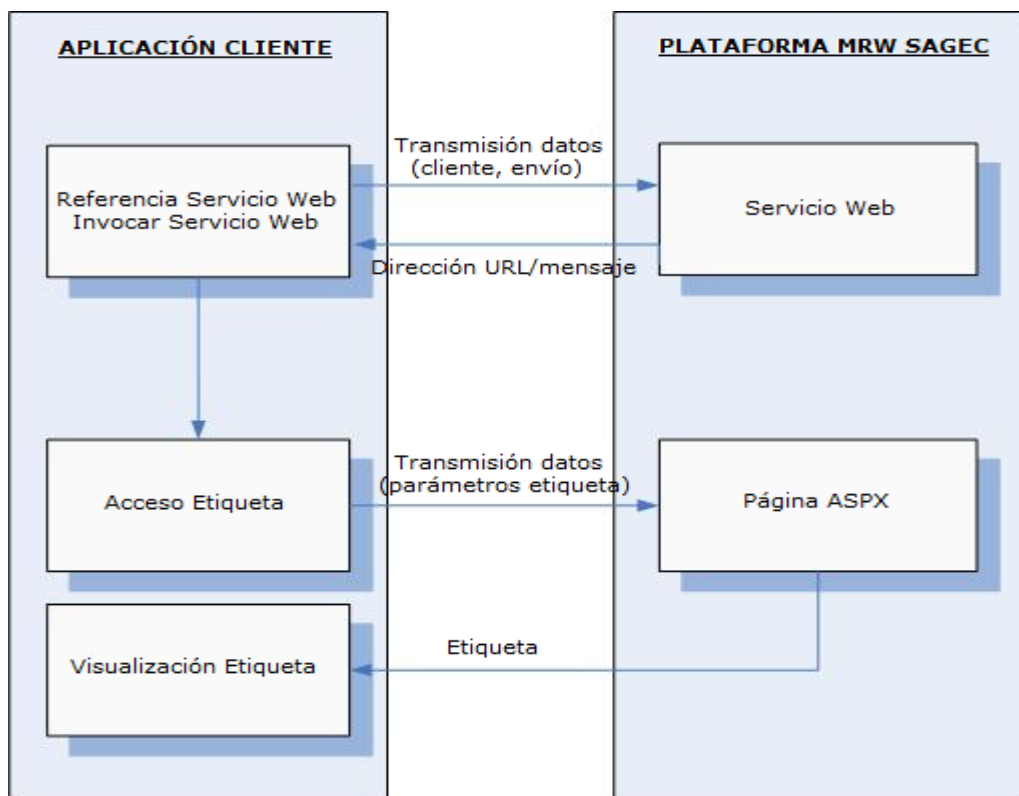 APLICACIÓN CLIENTE
PLATAFORMA MRW SAGEC
Transmisión datos
(cliente, envío)
Referencia Servicio Web
Invocar Servicio Web
Servicio Web
Dirección URL/mensaje
Transmisión datos
(parámetros etiqueta)
Acceso Etiqueta
Página ASPX
Etiqueta
Visualización Etiqueta